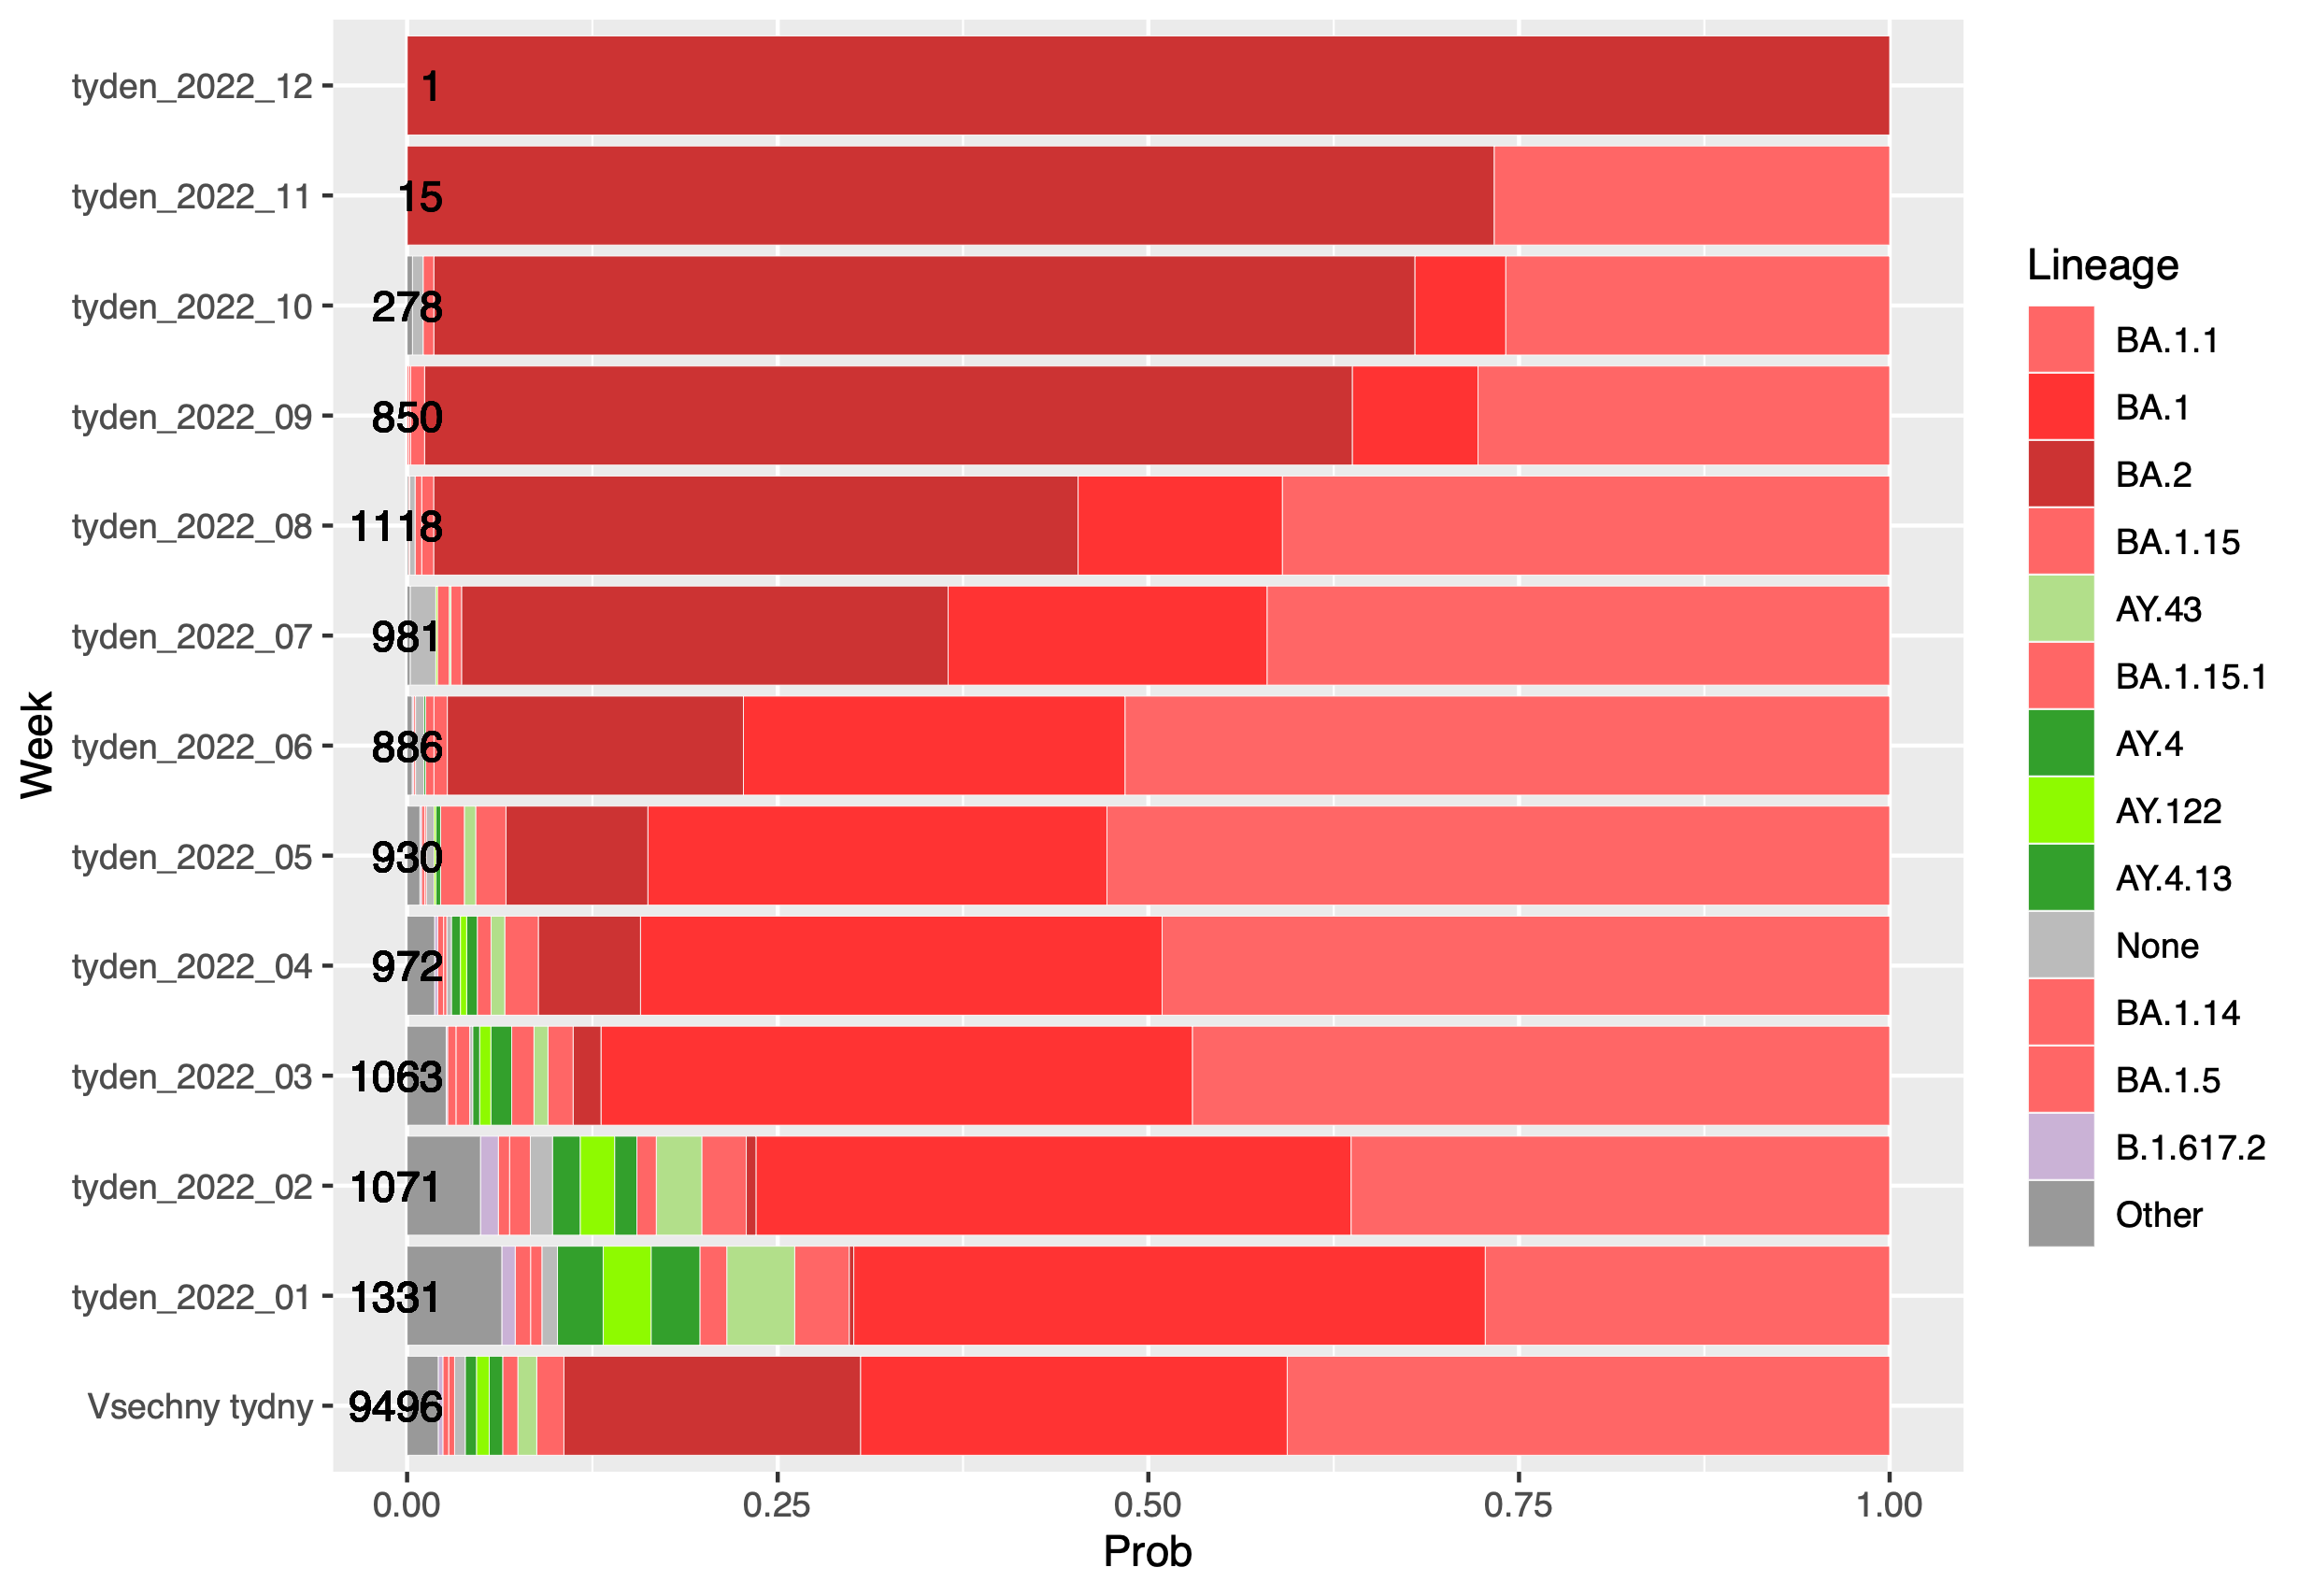 Week
tyden_2022_12 1
tyden_2022_11 15
tyden_2022_10 278
tyden_2022_09 850
tyden_2022_08 1118
tyden_2022_07 981
tyden_2022_06 886
tyden_2022_05 930
tyden_2022_04 972
tyden_2022_03 1063
tyden_2022_02 1071
tyden_2022_01 1331
Vsechny tydny 9496
0.00 0.25 0.50 0.75 1.00
Prob
Lineage
BA.1.1
BA.1
BA.2
BA.1.15
AY.43
BA.1.15.1
AY.4
AY.122
AY.4.13
None
BA.1.14
BA.1.5
B.1.617.2
Other